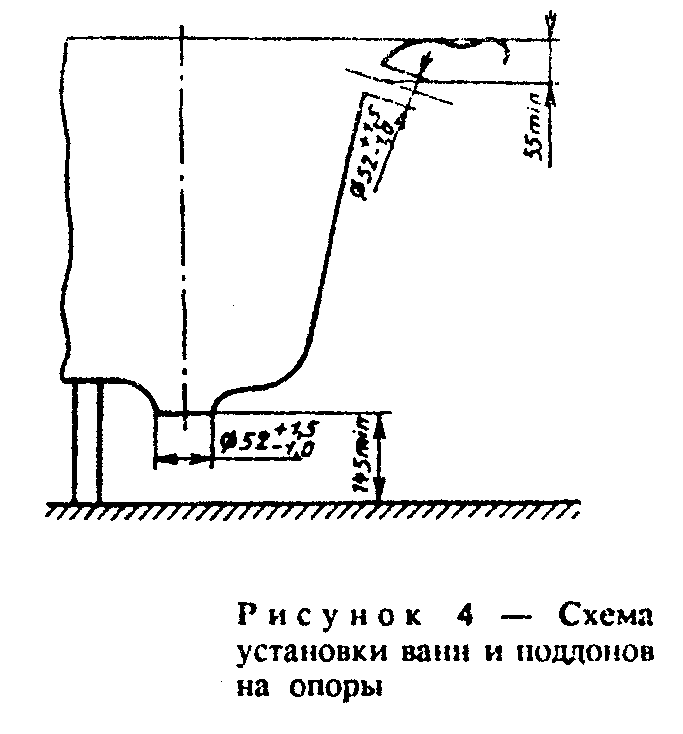 55min
Ø52 +1,5 -1,0
Ø52 +1,5 -1,0
145min
Рисунок 4 — Схема
установки ванн и поддонов
на опоры